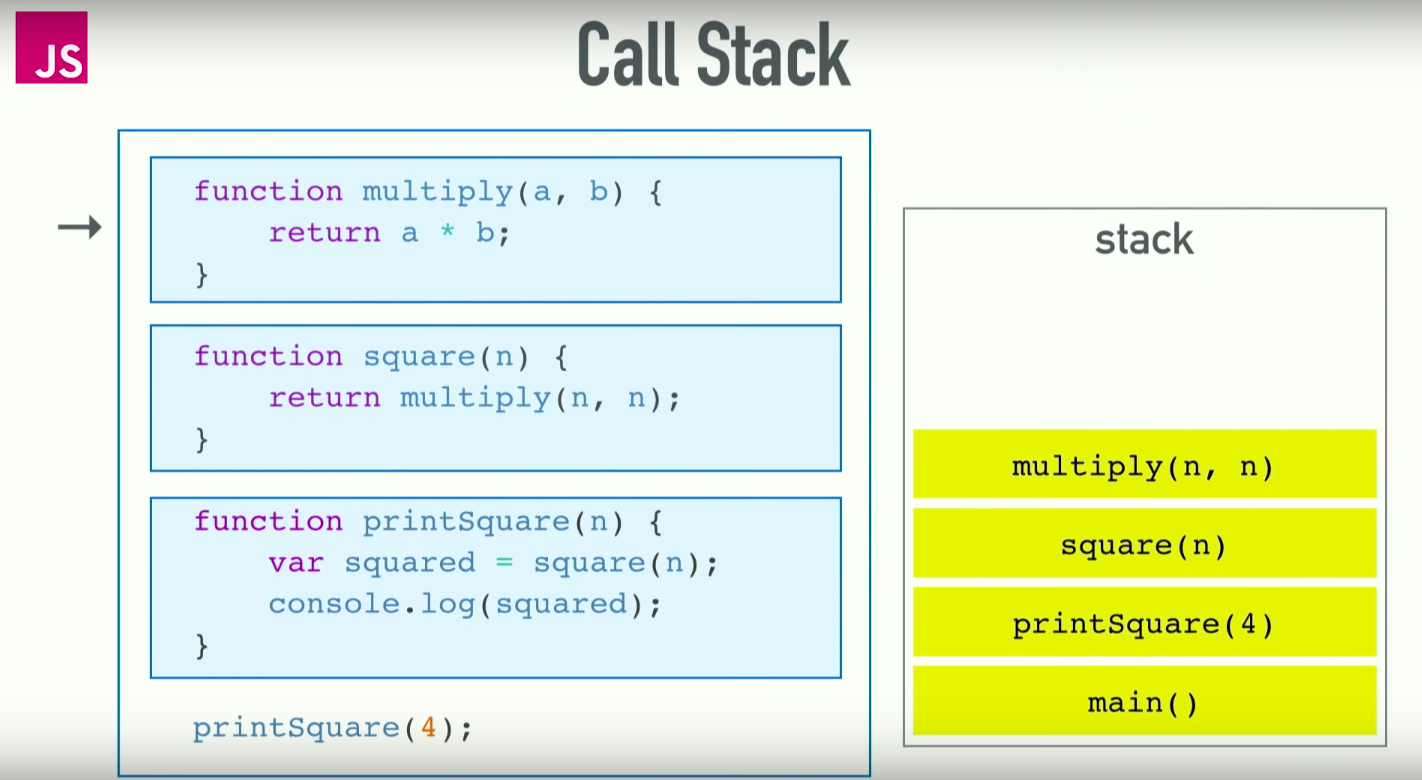 JS
Call Stack
function multiply(a, b) {
    return a * b;
}
function square(n) {
    return multiply(n, n);
}
function printSquare(n) {
    var squared = square(n);
    console.log(squared);
}
printSquare(4);
stack
multiply(n, n)
square(n)
printSquare(4)
main()